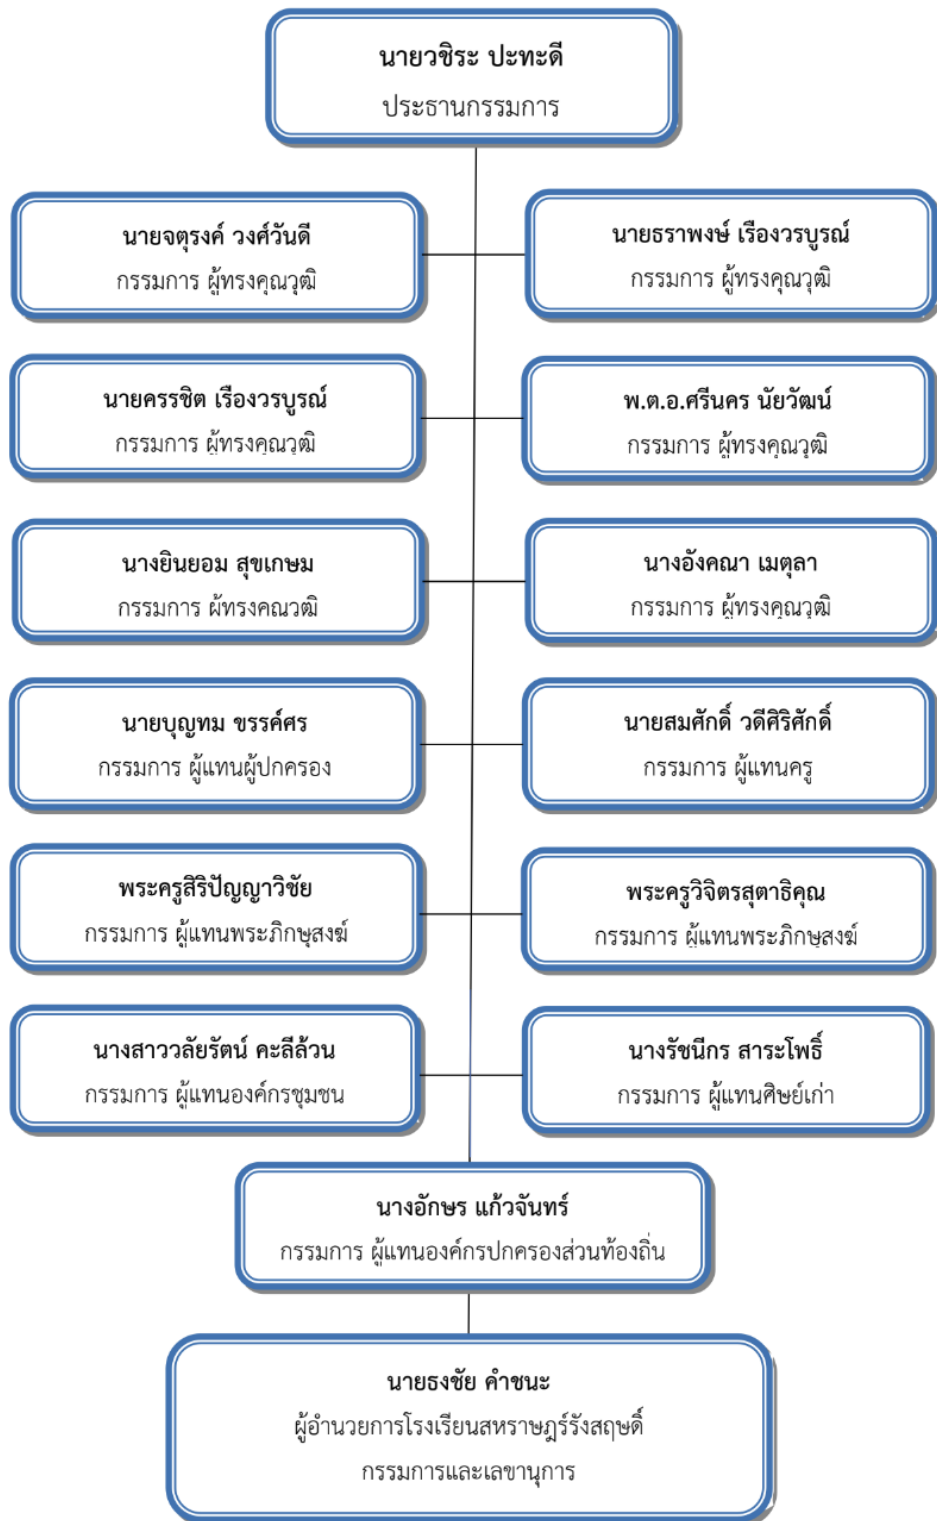 นายวชิระ ปะทะดี
ประธานกรรมการ
นายจตุรงค์ วงศ์วันดี
กรรมการ ผู้ทรงคุณวุฒิ
นายธราพงษ์ เรืองวรบูรณ์
กรรมการ ผู้ทรงคุณวุฒิ
นายครรชิต เรืองวรบูรณ์
กรรมการ ผู้ทรงคุณวุฒิ
พ.ต.อ.ศรีนคร นัยวัฒน์
กรรมการ ผู้ทรงคุณวุฒิ
นางยินยอม สุขเกษม
กรรมการ ผู้ทรงคุณวุฒิ
นางอังคณา เมตุลา
กรรมการ ผู้ทรงคุณวุฒิ
นายบุญทม ขรรค์ศร
กรรมการ ผู้แทนผู้ปกครอง
นายสมศักดิ์ วดีศิริศักดิ์
กรรมการ ผู้แทนครู
พระครูสิริปัญญาวิชัย
กรรมการ ผู้แทนพระภิกษุสงฆ์
พระครูวิจิตรสุตาธิคุณ
กรรมการ ผู้แทนพระภิกษุสงฆ์
นางสาววลัยรัตน์ คะลีล้วน
กรรมการ ผู้แทนองค์กรชุมชน
นางรัชนีกร สาระโพธิ์
กรรมการ ผู้แทนศิษย์เก่า
นางอักษร แก้วจันทร์
กรรมการ ผู้แทนองค์กรปกครองส่วนท้องถิ่น
นายธงชัย คำชนะ
ผู้อำนวยการโรงเรียนสหราษฎร์รังสฤษดิ์
กรรมการและเลขานุการ